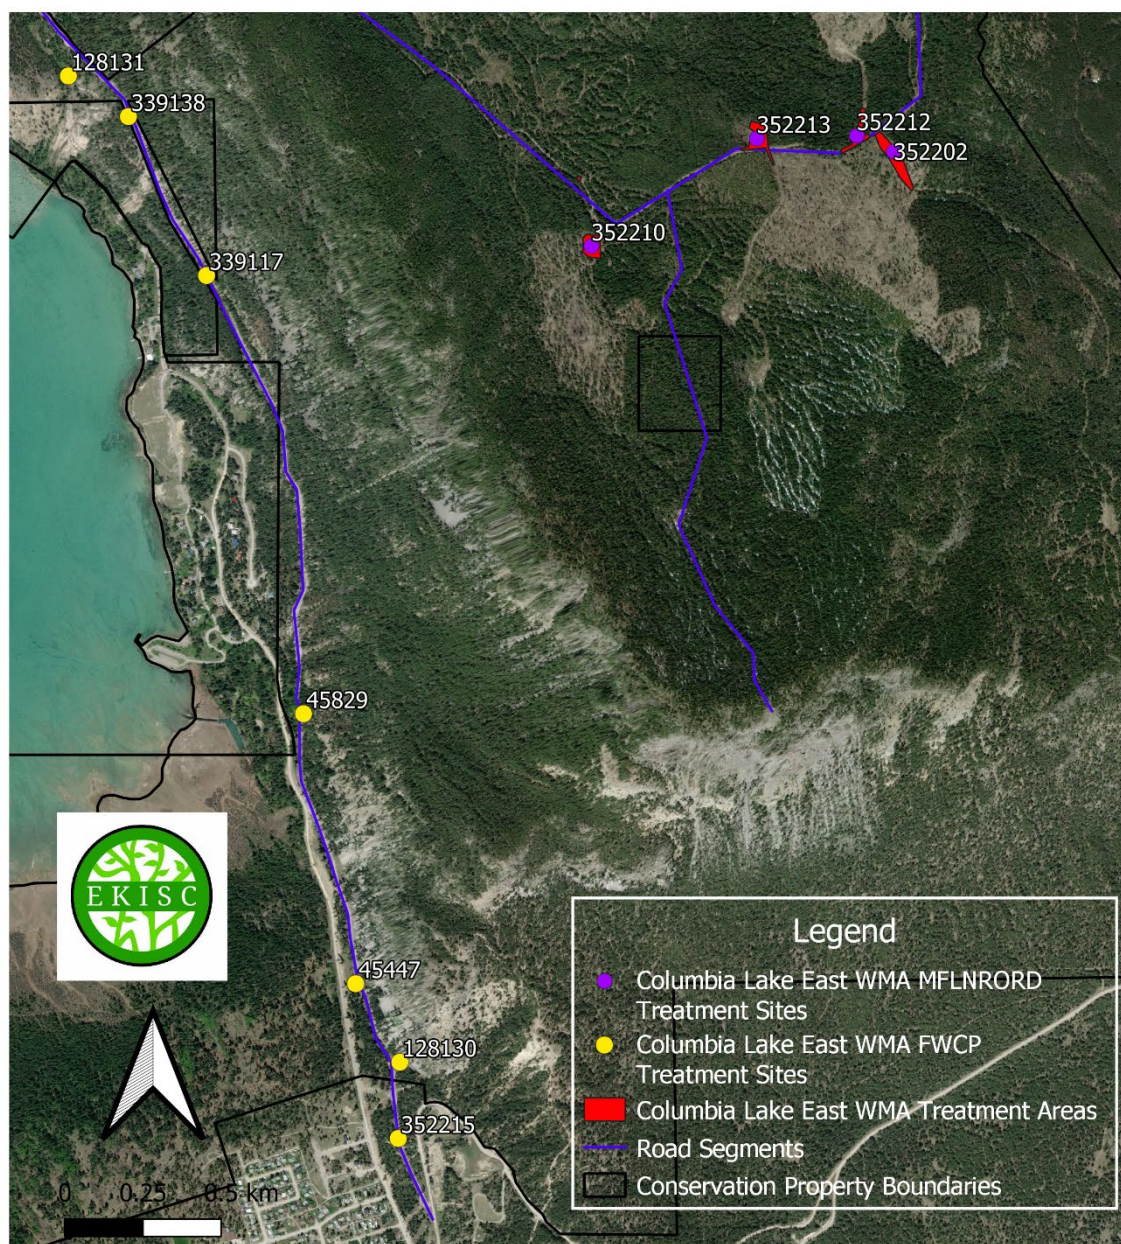 128131
339138
352213
352212
352202
352210
339117
45829
EKISC
45447
128130
352215
0 0.25 0.5 km
Legend
Columbia Lake East WMA MFLNRORD
Treatment Sites
Columbia Lake East WMA FWCP
Treatment Sites
Columbia Lake East WMA Treatment Areas
Road Segments
Conservation Property Boundaries